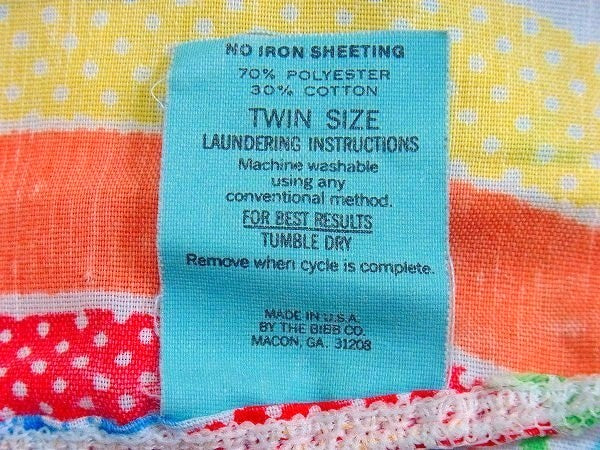 NO IRON SHEETING
70% POLYESTER
30% COTTON
TWIN SIZE
LAUNDERING INSTRUCTIONS
Machine washable
using any
conventional method.
FOR BEST RESULTS
TUMBLE DRY
Remove when cycle is complete.
MADE IN U.S.A.
BY THE BIBB CO.
MACON, GA. 31208